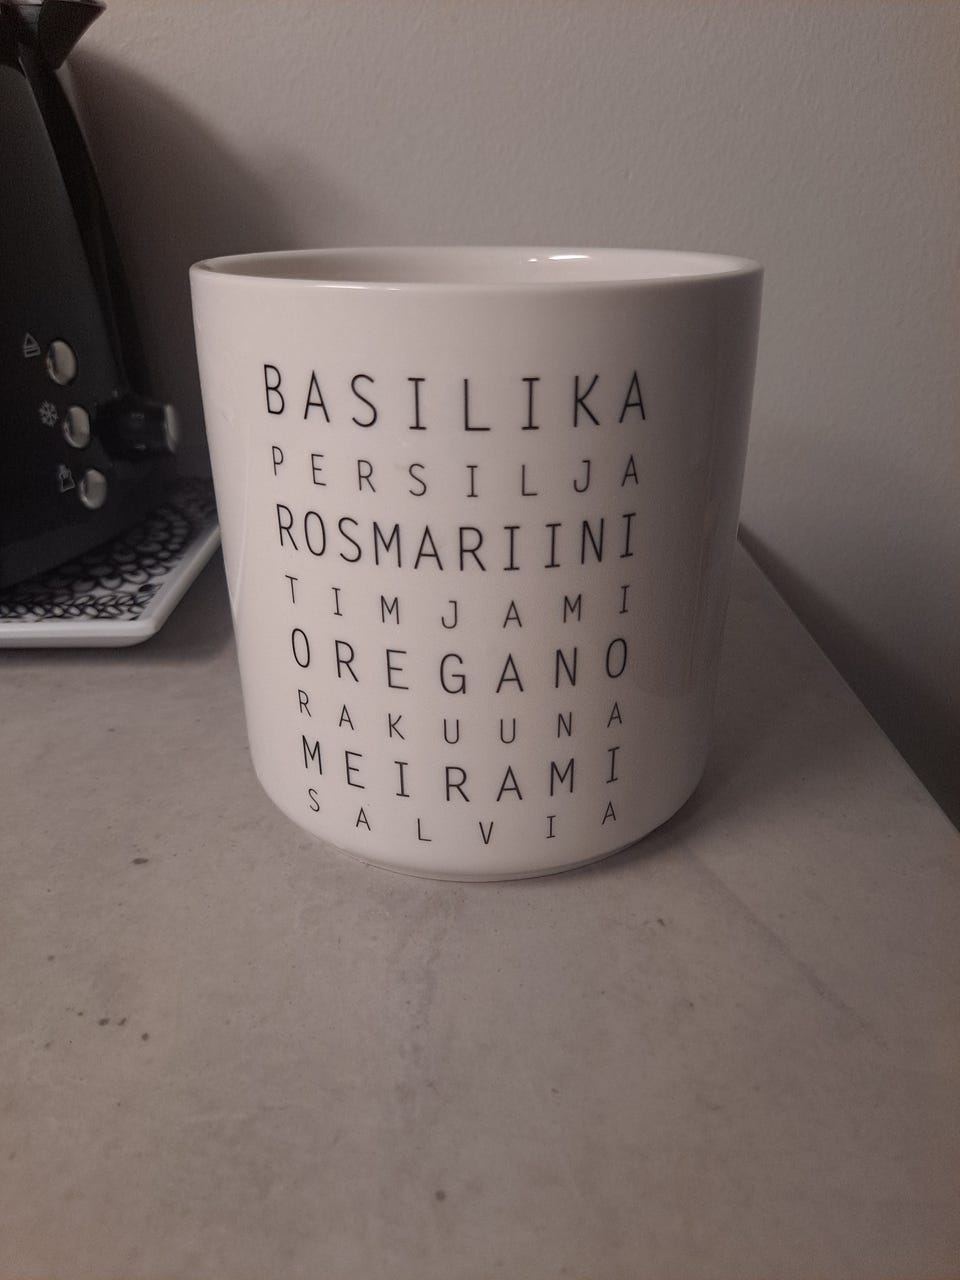 BASILIKA
PERSILJA
ROSMARIINI
TIMJAMI
OREGANO
RAKUUNA
MEIRAMI
SALVIA